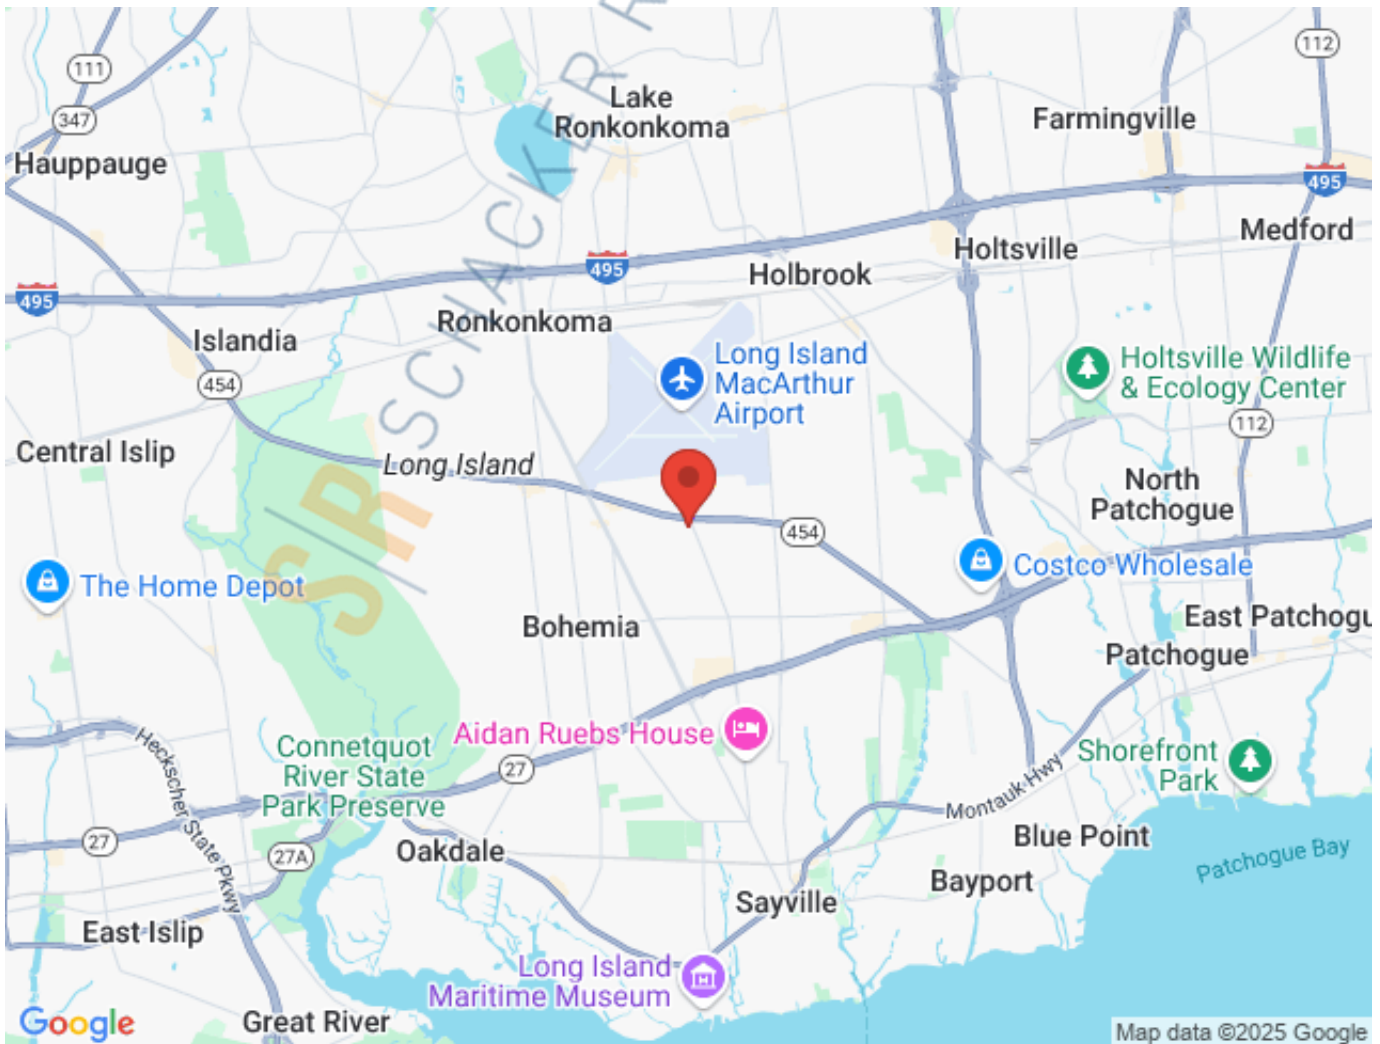 112
111
Lake
Ronkonkoma
347
Farmingville
Hauppauge
495
Medford
Holtsville
495
Holbrook
495
Ronkonkoma
Islandia
Long Island
MacArthur
Airport
Holtsville Wildlife
& Ecology Center
454
112
Central Islip
Long Island
North
Patchogue
454
Costco Wholesale
The Home Depot
Bohemia
East Patchogu
Patchogue
Aidan Ruebs House
Connetquot
River State
Park Preserve
27
Shorefront
Park
Heckscher State Pkwy
Montauk Hwy
27
27A
Oakdale
Blue Point
Patchogue Bay
Bayport
Sayville
East Islip
Long Island
Maritime Museum
Great River
Google
Map data ©2025 Google
S/R SCHACKER R